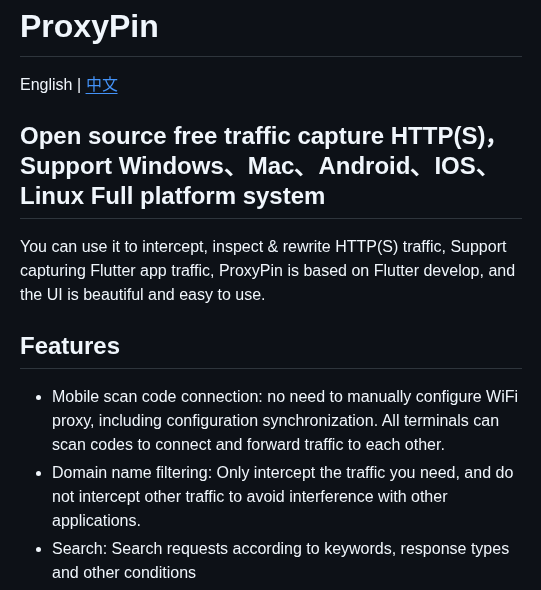 ProxyPin
English | 中文
Open source free traffic capture HTTP(S)，
Support Windows、Mac、Android、IOS、
Linux Full platform system
You can use it to intercept, inspect & rewrite HTTP(S) traffic, Support
capturing Flutter app traffic, ProxyPin is based on Flutter develop, and
the UI is beautiful and easy to use.
Features
• Mobile scan code connection: no need to manually configure WiFi
proxy, including configuration synchronization. All terminals can
scan codes to connect and forward traffic to each other.
• Domain name filtering: Only intercept the traffic you need, and do
not intercept other traffic to avoid interference with other
applications.
• Search: Search requests according to keywords, response types
and other conditions